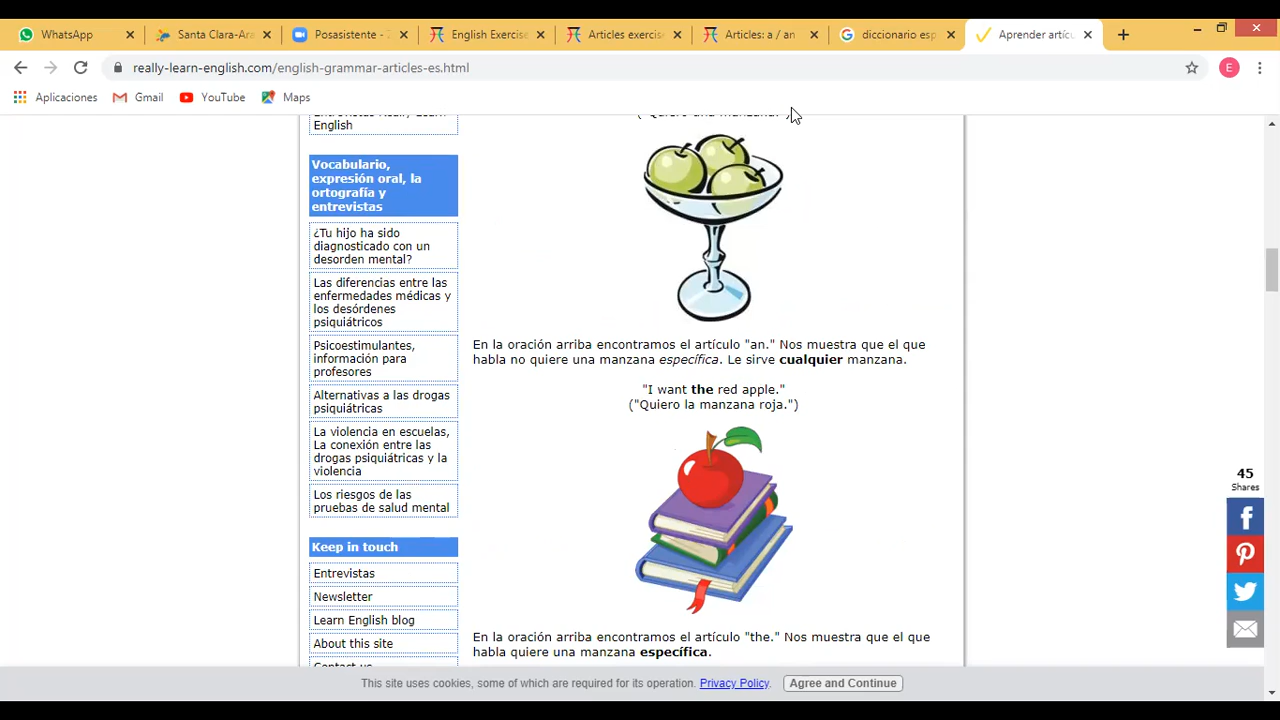 WhatsApp
Santa Clara-Ara
Posasistente -
English Exercise
Articles exercise
Articles: a / an
diccionario esp
Aprender artícu
really-learn-english.com/english-grammar-articles-es.html
E
Aplicaciones
Gmail
YouTube
Maps
English
Vocabulario,
expresión oral, la
ortografía y
entrevistas
¿Tu hijo ha sido
diagnosticado con un
desorden mental?
Las diferencias entre las
enfermedades médicas y
los desórdenes
psiquiátricos
Psicoestimulantes,
información para
profesores
Alternativas a las drogas
psiquiátricas
La violencia en escuelas,
La conexión entre las
drogas psiquiátricas y la
violencia
Los riesgos de las
pruebas de salud mental
Keep in touch
Entrevistas
Newsletter
Learn English blog
About this site
Contact us
En la oración arriba encontramos el artículo "an." Nos muestra que el que
habla no quiere una manzana específica. Le sirve cualquier manzana.
"I want the red apple."
("Quiero la manzana roja.")
En la oración arriba encontramos el artículo "the." Nos muestra que el que
habla quiere una manzana específica.
45
Shares
This site uses cookies, some of which are required for its operation. Privacy Policy.
Agree and Continue